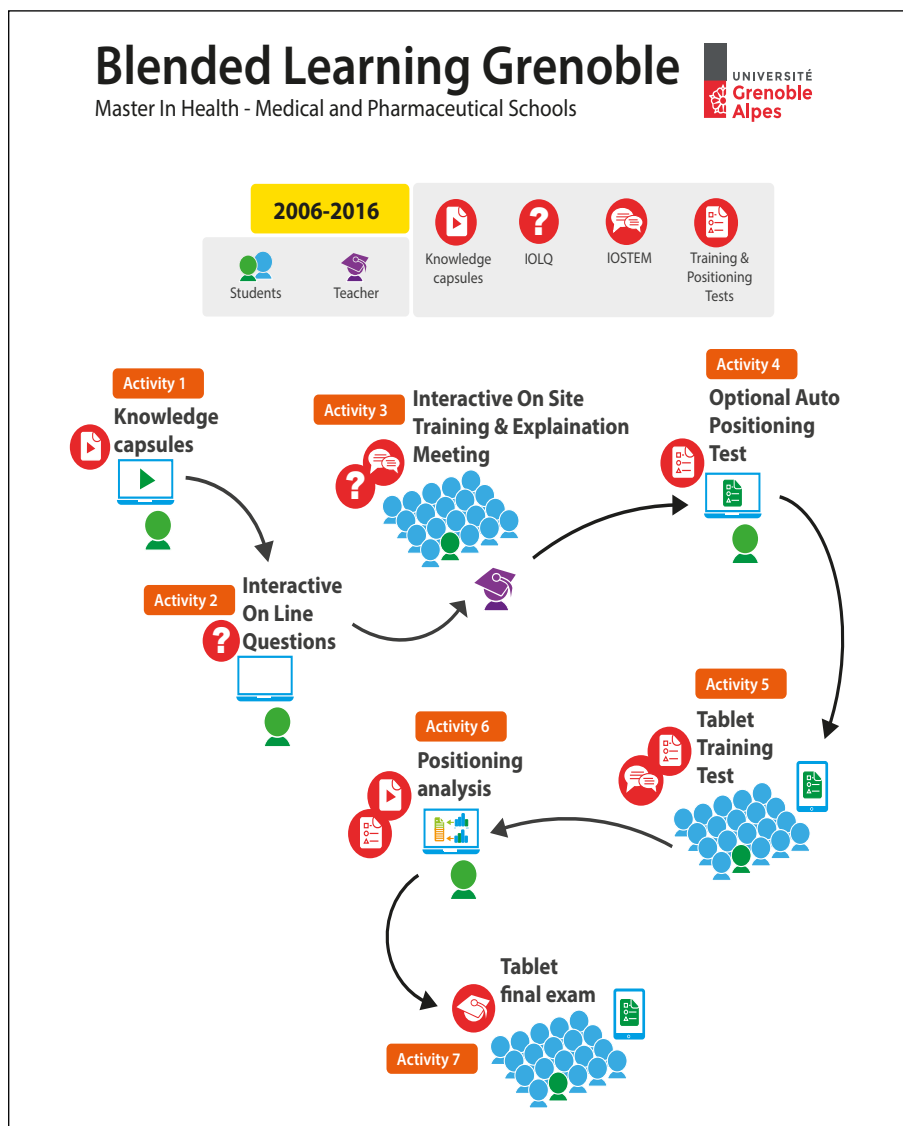 Blended Learning Grenoble
Master In Health - Medical and Pharmaceutical Schools
UNIVERSITÉ
Grenoble
Alpes
2006-2016
Students
Teacher
Knowledge
capsules
IOLQ
IOSTEM
Training &
Positioning
Tests
Activity 1
Knowledge
capsules
Activity 2
Interactive
On Line
Questions
Activity 3
Interactive On Site
Training & Explaination
Meeting
Activity 4
Optional Auto
Positioning
Test
Activity 5
Tablet
Training
Test
Activity 6
Positioning
analysis
Tablet
final exam
Activity 7